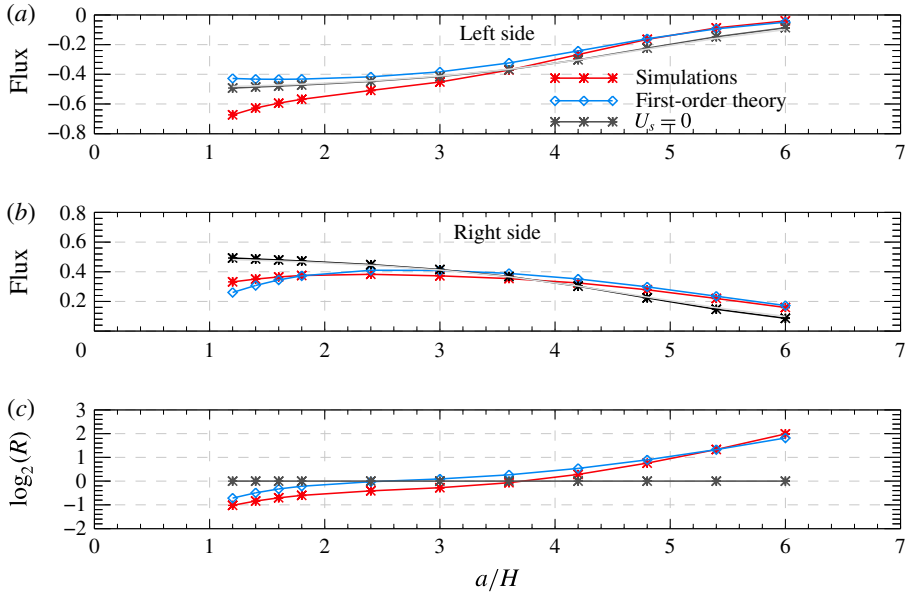 (a)
0
Left side
−0.2
Flux
−0.4
Simulations
−0.6
First-order theory
U_s = 0
−0.8
0 1 2 3 4 5 6 7
(b)
0.8
Right side
0.6
Flux
0.4
0.2
0 1 2 3 4 5 6 7
(c)
3
2
1
log₂(R)
0
−1
−2
0 1 2 3 4 5 6 7
a/H